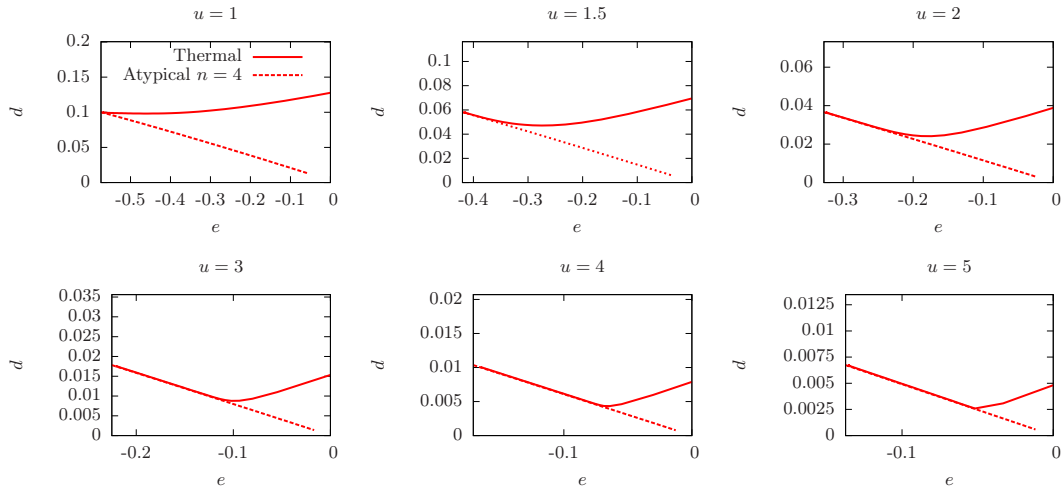 u = 1
0.2
0.15
0.1
0.05
0
-0.5 -0.4 -0.3 -0.2 -0.1 0
d
e
Thermal
Atypical n = 4
u = 1.5
0.12
0.1
0.08
0.06
0.04
0.02
0
-0.4 -0.3 -0.2 -0.1 0
d
e
u = 2
0.06
0.04
0.02
0
-0.3 -0.2 -0.1 0
d
e
u = 3
0.035
0.03
0.025
0.02
0.015
0.01
0.005
0
-0.2 -0.1 0
d
e
u = 4
0.02
0.015
0.01
0.005
0
-0.1 0
d
e
u = 5
0.0125
0.01
0.0075
0.005
0.0025
0
-0.1 0
d
e